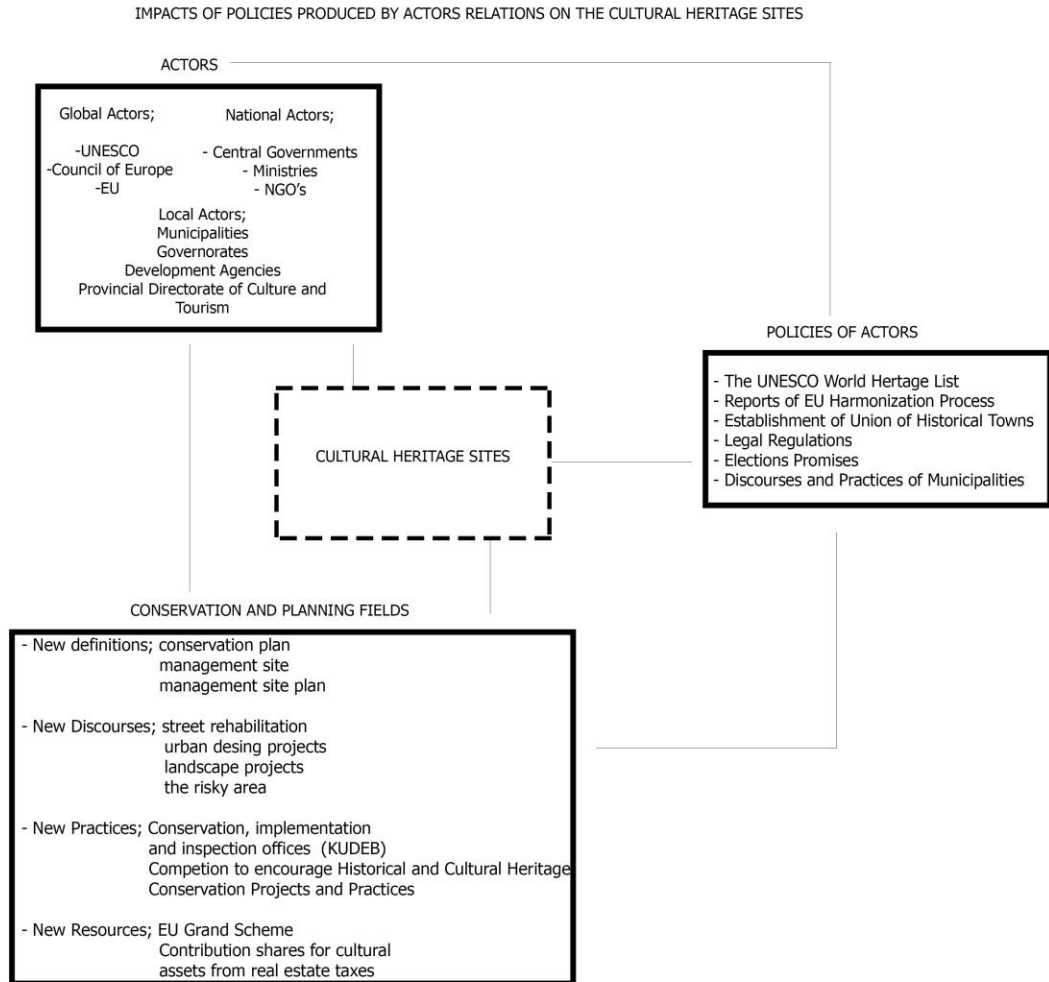 IMPACTS OF POLICIES PRODUCED BY ACTORS RELATIONS ON THE CULTURAL HERITAGE SITES
ACTORS
Global Actors;
-UNESCO
-Council of Europe
-EU
National Actors;
- Central Governments
- Ministries
- NGO's
Local Actors;
Municipalities
Governorates
Development Agencies
Provincial Directorate of Culture and
Tourism
POLICIES OF ACTORS
- The UNESCO World Hertage List
- Reports of EU Harmonization Process
- Establishment of Union of Historical Towns
- Legal Regulations
- Elections Promises
- Discourses and Practices of Municipalities
CULTURAL HERITAGE SITES
CONSERVATION AND PLANNING FIELDS
- New definitions; conservation plan
management site
management site plan
- New Discourses; street rehabilitation
urban desing projects
landscape projects
the risky area
- New Practices; Conservation, implementation
and inspection offices (KUDEB)
Competion to encourage Historical and Cultural Heritage
Conservation Projects and Practices
- New Resources; EU Grand Scheme
Contribution shares for cultural
assets from real estate taxes